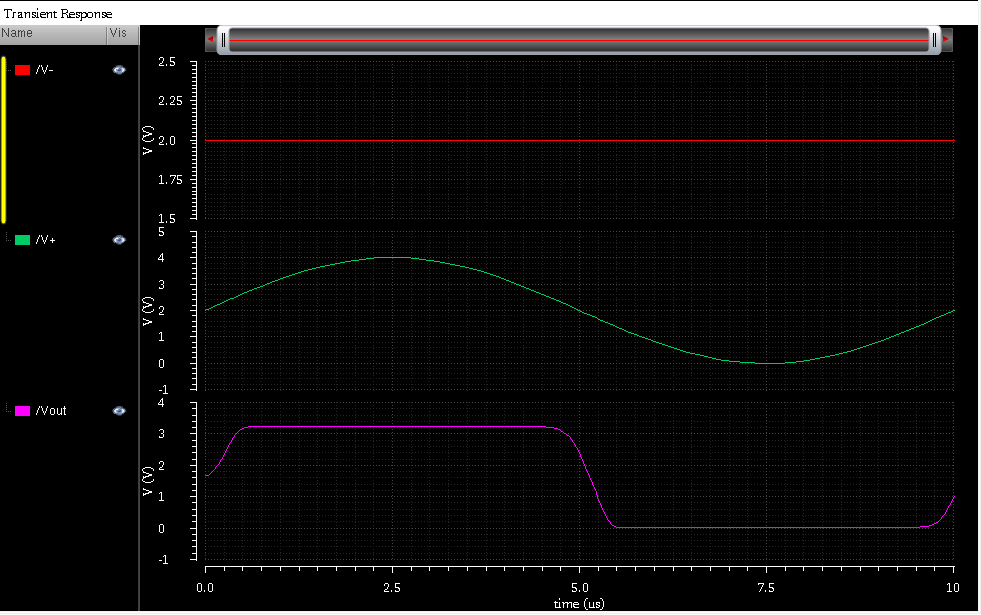 Transient Response
Name Vis
/V-
2.5
2.25
2.0
1.75
1.5
V (V)
/V+
5
4
3
2
1
0
-1
V (V)
/Vout
4
3
2
1
0
-1
V (V)
0.0 2.5 5.0 7.5 10
time (us)